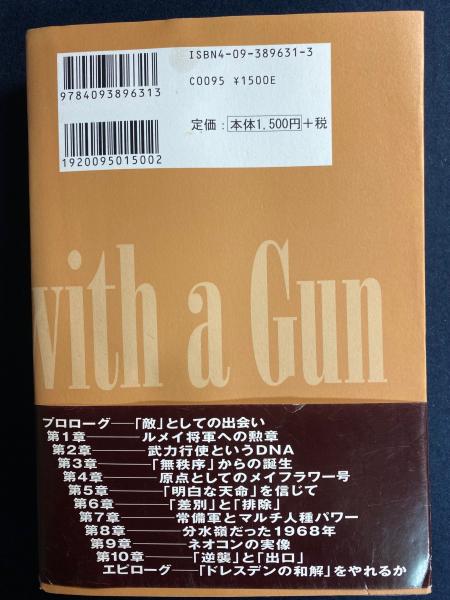 ISBN4-09-389631-3
9784093896313
C0095 ¥1500E
定価：本体1,500円+税
1920095015002
with a Gun
プロローグ──「敵」としての出会い
第1章──ルメイ将軍への勲章
第2章──武力行使というDNA
第3章──「無秩序」からの誕生
第4章──原点としてのメイフラワー号
第5章──「明白な天命」を信じて
第6章──「差別」と「排除」
第7章──常備軍とマルチ人種パワー
第8章──分水嶺だった1968年
第9章──ネオコンの実像
第10章──「逆襲」と「出口」
エピローグ──「ドレスデンの和解」をやれるか